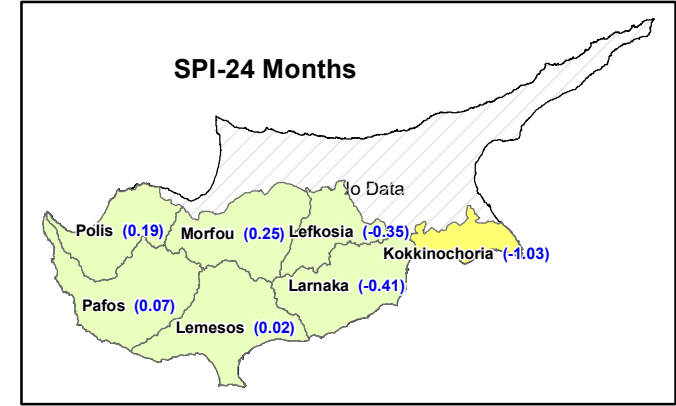 SPI-24 Months
lo Data
Polis (0.19)
Morfou (0.25)
Lefkosia (-0.35)
Kokkinochoria (-1.03)
Larnaka (-0.41)
Pafos (0.07)
Lemesos (0.02)